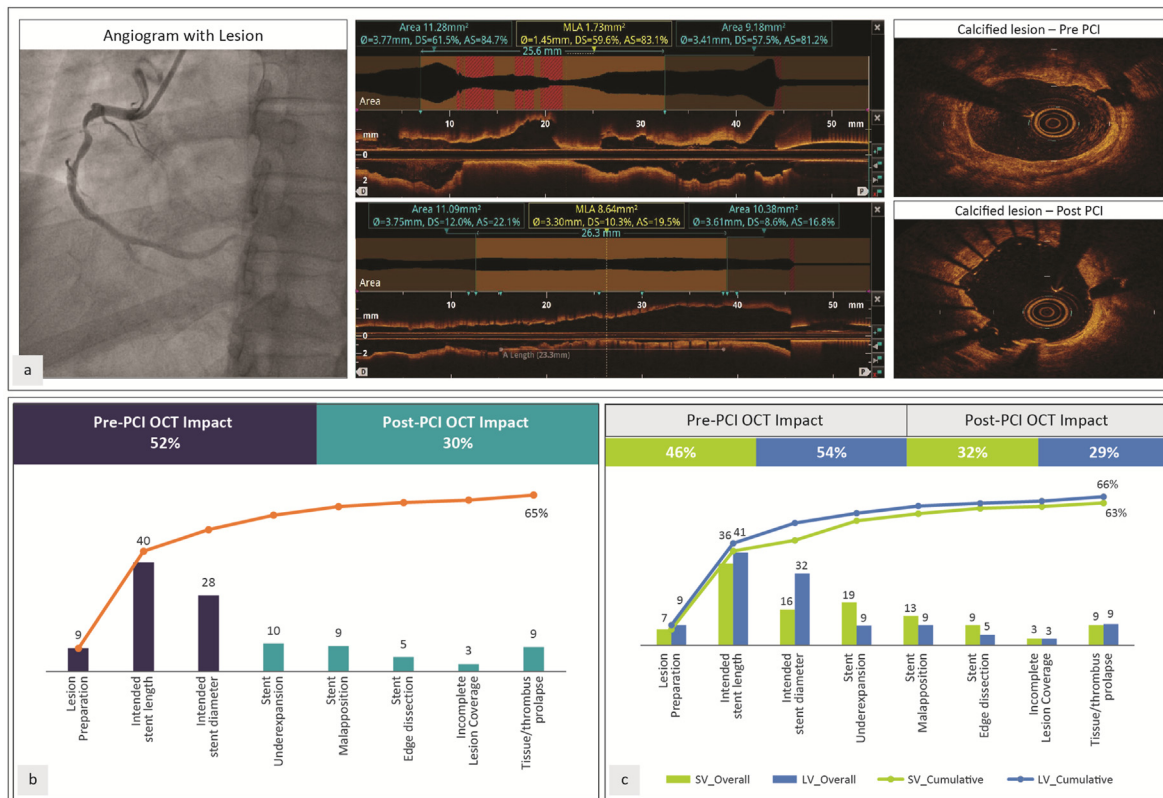 Angiogram with Lesion
a
Area 11.28mm²
Ø=3.77mm, DS=61.5%, AS=84.7%
MLA 1.73mm²
Ø=1.45mm, DS=59.6%, AS=83.1%
Area 9.18mm²
Ø=3.41mm, DS=57.5%, AS=81.2%
25.6 mm
Area
mm 10 20 30 40 mm
0
2
D P
Area 11.09mm²
Ø=3.75mm, DS=12.0%, AS=22.1%
MLA 8.64mm²
Ø=3.30mm, DS=10.3%, AS=19.5%
Area 10.38mm²
Ø=3.61mm, DS=8.6%, AS=16.8%
26.3 mm
Area
10 20 30 40 50 mm
mm
0
2
A Length (23.3mm)
D P
Calcified lesion – Pre PCI
Calcified lesion – Post PCI
Pre-PCI OCT Impact
52%
Post-PCI OCT Impact
30%
65%
9
40
28
10
9
5
3
9
Lesion
Preparation
Intended
stent length
Intended
stent diameter
Stent
Underexpansion
Stent
Malapposition
Stent
Edge dissection
Incomplete
Lesion Coverage
Tissue/thrombus
prolapse
b
Pre-PCI OCT Impact
Post-PCI OCT Impact
46% 54% 32% 29%
66%
63%
7 9
36 41
16 32
19 9
13 9
9 5
3 3
9 9
Lesion
Preparation
Intended
stent length
Intended
stent diameter
Stent
Underexpansion
Stent
Malapposition
Stent
Edge dissection
Incomplete
Lesion Coverage
Tissue/thrombus
prolapse
c
SV_Overall LV_Overall SV_Cumulative LV_Cumulative